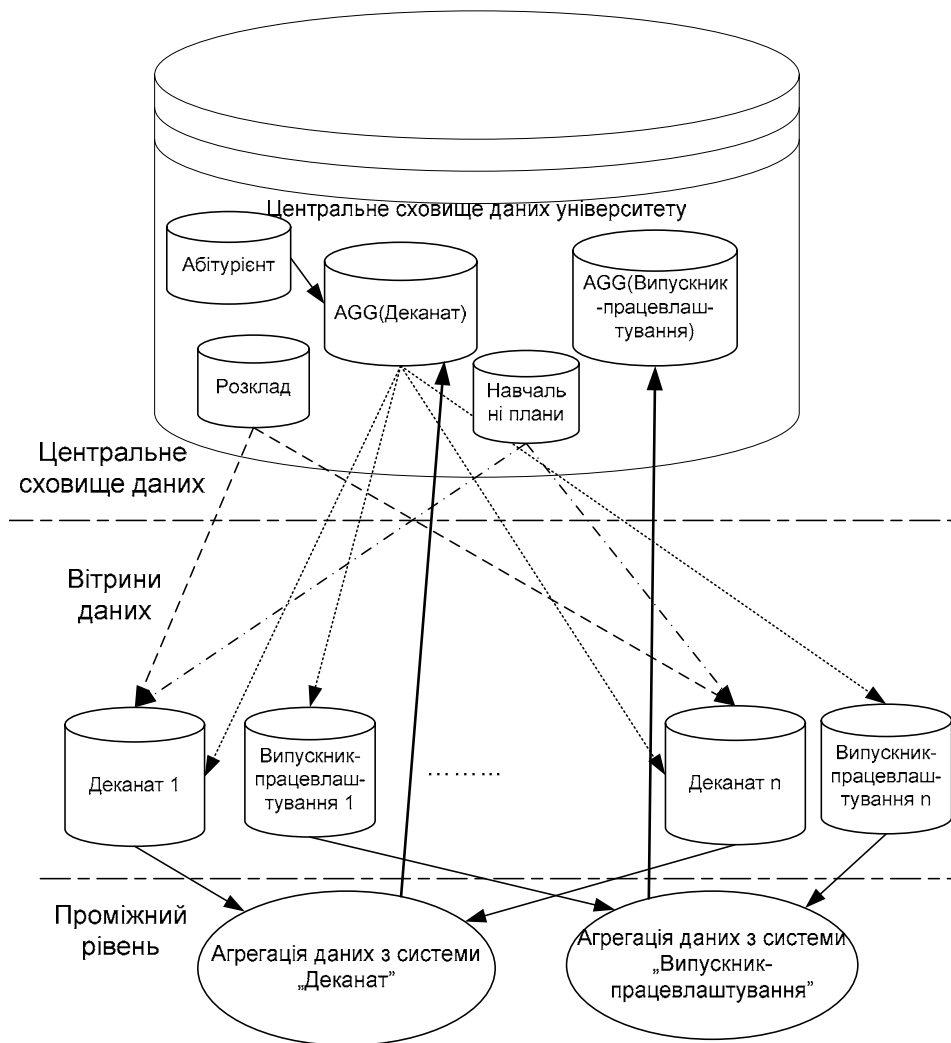 Центральне сховище даних університету
Абітурієнт
AGG(Деканат)
AGG(Випускник
-працевлаш-
тування)
Розклад
Навчаль
ні плани
Центральне
сховище даних
Вітрини
даних
Деканат 1
Випускник-
працевлаш-
тування 1
………
Деканат n
Випускник-
працевлаш-
тування n
Проміжний
рівень
Агрегація даних з системи
„Деканат”
Агрегація даних з системи
„Випускник-
працевлаштування”